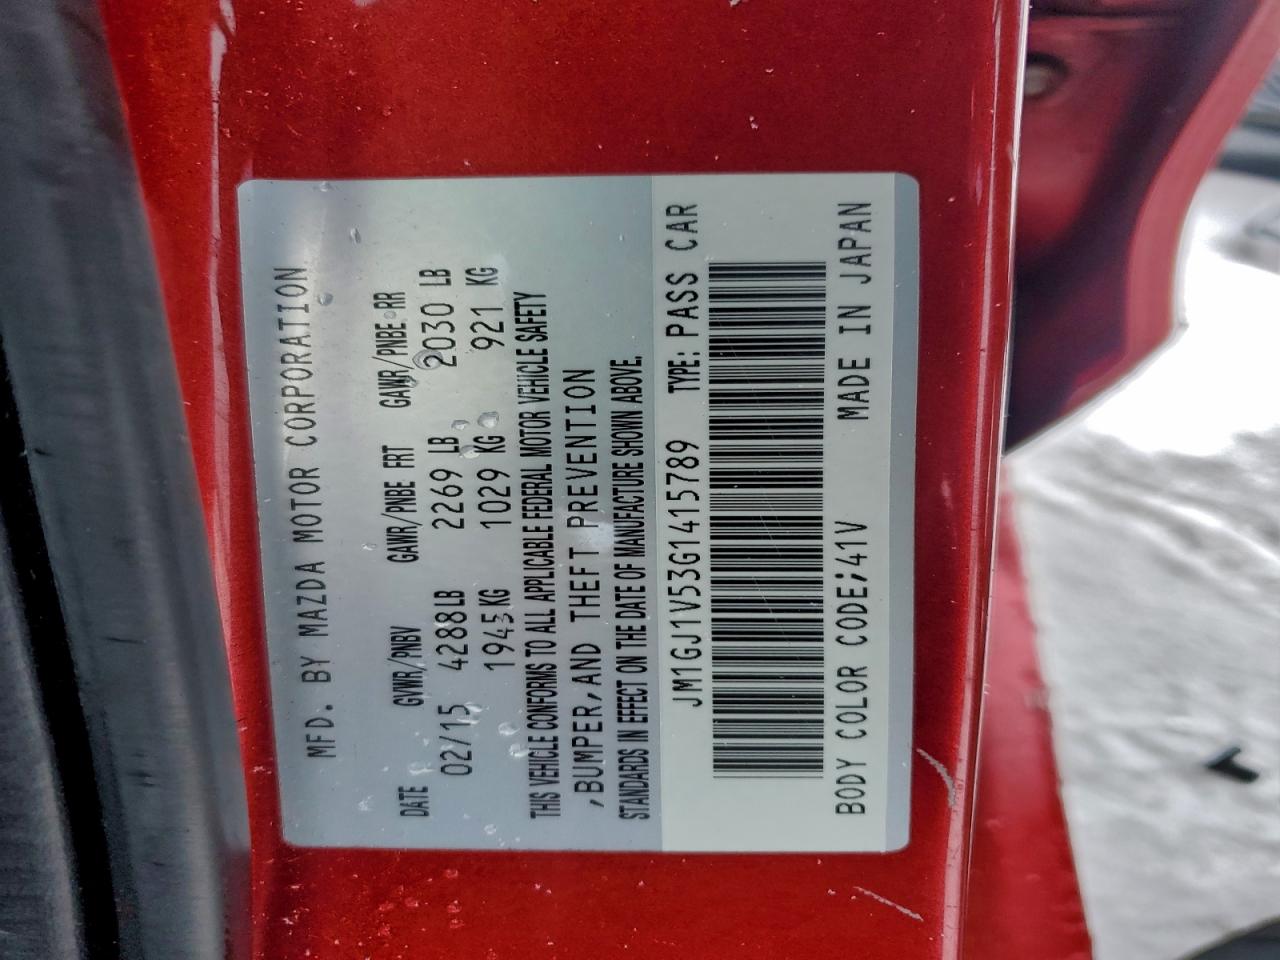 MFD. BY MAZDA MOTOR CORPORATION
DATE GVWR/PNBV GAWR/PNBE FRT GAWR/PNBE RR
02/15 4288LB 2269 LB 2030 LB
1945KG 1029 KG 921 KG
THIS VEHICLE CONFORMS TO ALL APPLICABLE FEDERAL MOTOR VEHICLE SAFETY
,BUMPER,AND THEFT PREVENTION
STANDARDS IN EFFECT ON THE DATE OF MANUFACTURE SHOWN ABOVE.
JM1GJ1V53G1415789 TYPE: PASS CAR
BODY COLOR CODE;41V MADE IN JAPAN